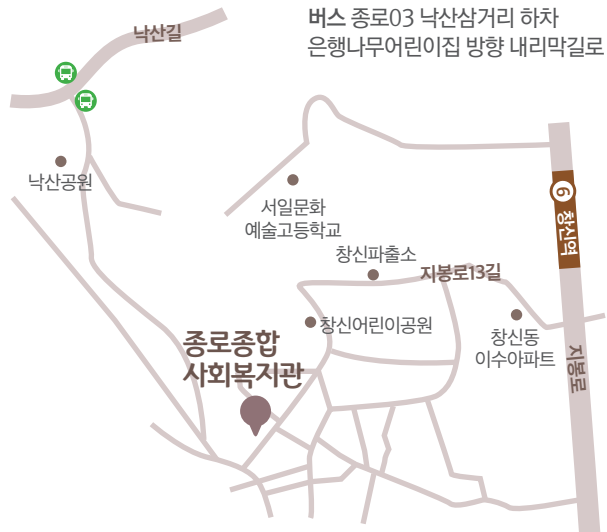 버스 종로03 낙산삼거리 하차
은행나무어린이집 방향 내리막길로
낙산길
낙산공원
서일문화
예술고등학교
6 창신역
창신파출소
지봉로13길
창신어린이공원
창신동
이수아파트
지봉로
종로종합
사회복지관